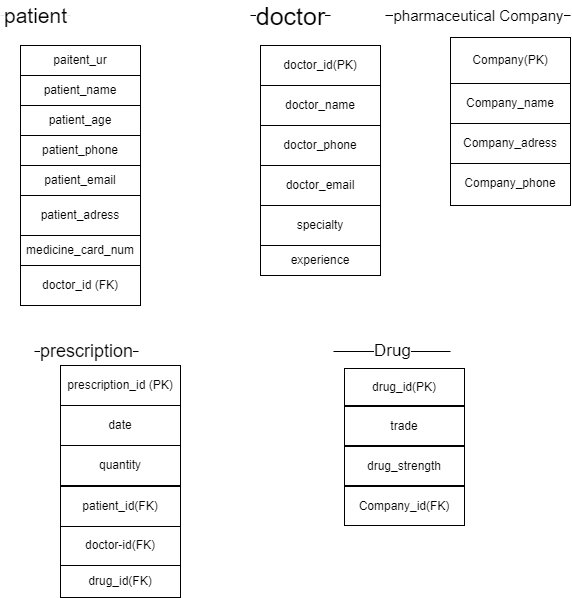 patient
paitent_ur
patient_name
patient_age
patient_phone
patient_email
patient_adress
medicine_card_num
doctor_id (FK)
-doctor-
doctor_id(PK)
doctor_name
doctor_phone
doctor_email
specialty
experience
-pharmaceutical Company-
Company(PK)
Company_name
Company_adress
Company_phone
-prescription-
prescription_id (PK)
date
quantity
patient_id(FK)
doctor-id(FK)
drug_id(FK)
Drug
drug_id(PK)
trade
drug_strength
Company_id(FK)